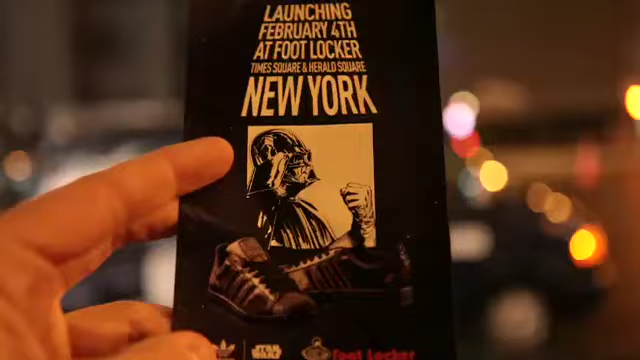 LAUNCHING
FEBRUARY 4TH
AT FOOT LOCKER
TIMES SQUARE & HERALD SQUARE
NEW YORK
STAR WARS
Foot Locker